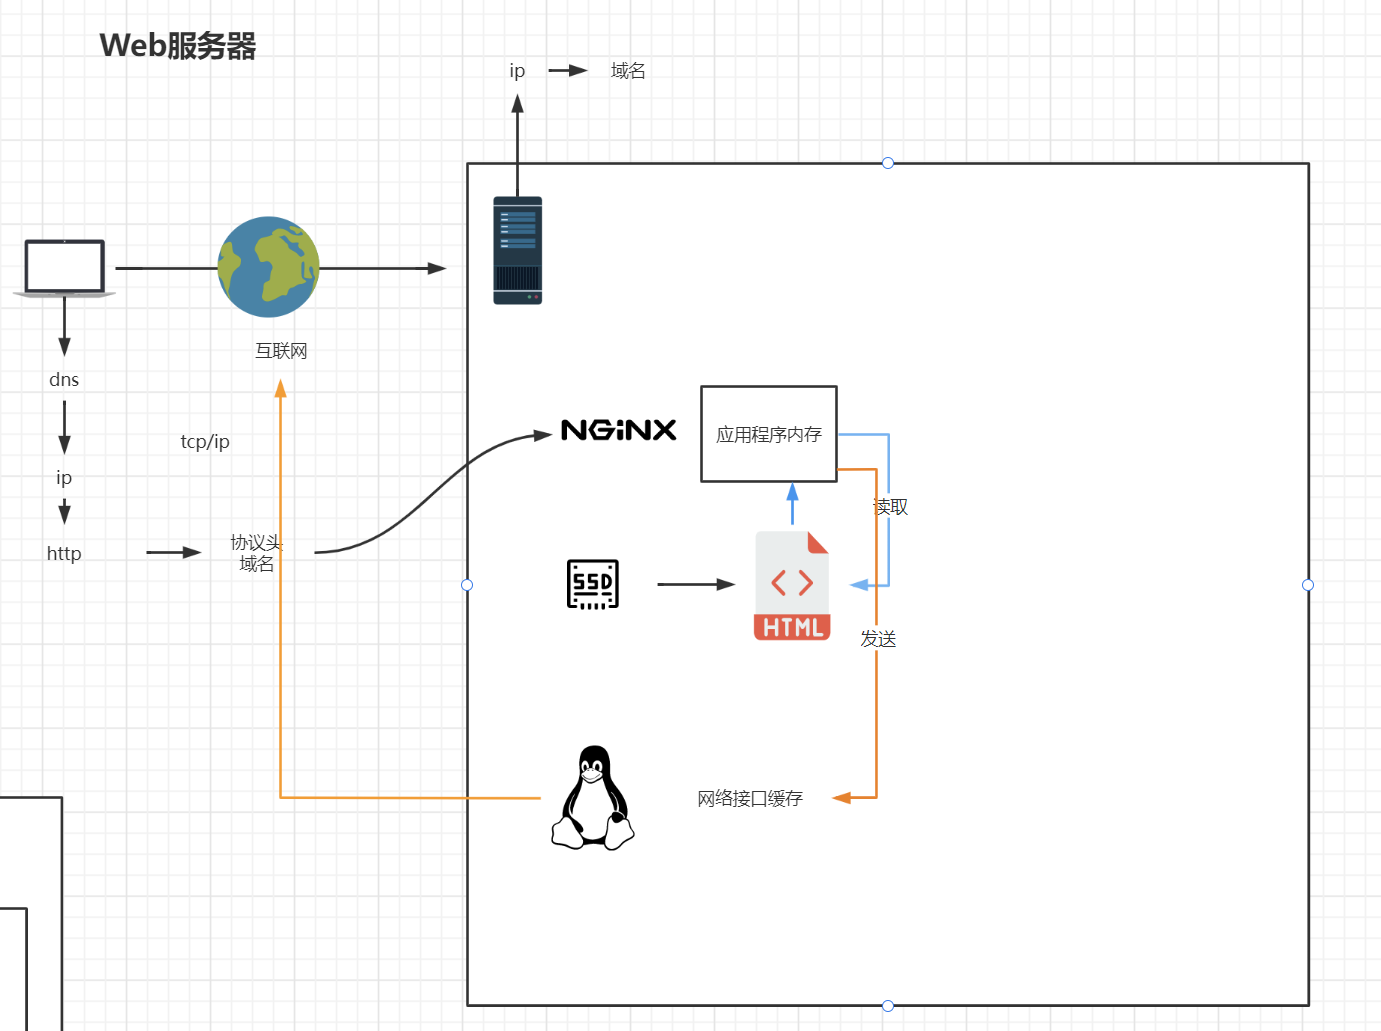 Web服务器
ip
域名
互联网
dns
tcp/ip
ip
http
协议头
域名
NGiNX
应用程序内存
读取
SSD
HTML
发送
网络接口缓存